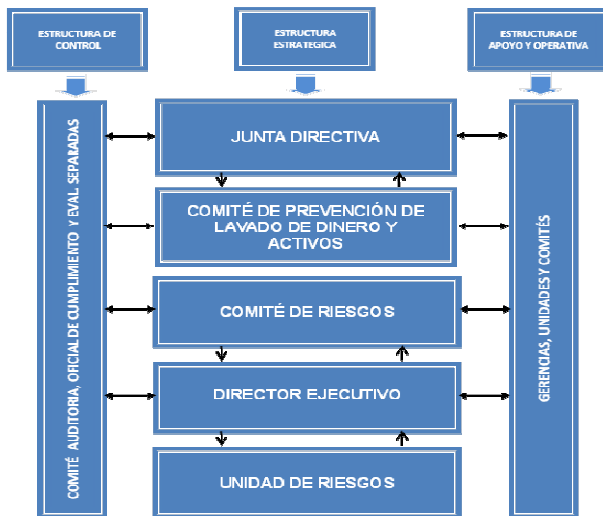 ESTRUCTURA DE
CONTROL
ESTRUCTURA
ESTRATEGICA
ESTRUCTURA DE
APOYO Y OPERATIVA
COMITÉ AUDITORIA, OFICIAL DE CUMPLIMIENTO Y EVAL. SEPARADAS
JUNTA DIRECTIVA
COMITÉ DE PREVENCIÓN DE
LAVADO DE DINERO Y
ACTIVOS
COMITÉ DE RIESGOS
DIRECTOR EJECUTIVO
UNIDAD DE RIESGOS
GERENCIAS, UNIDADES Y COMITÉS